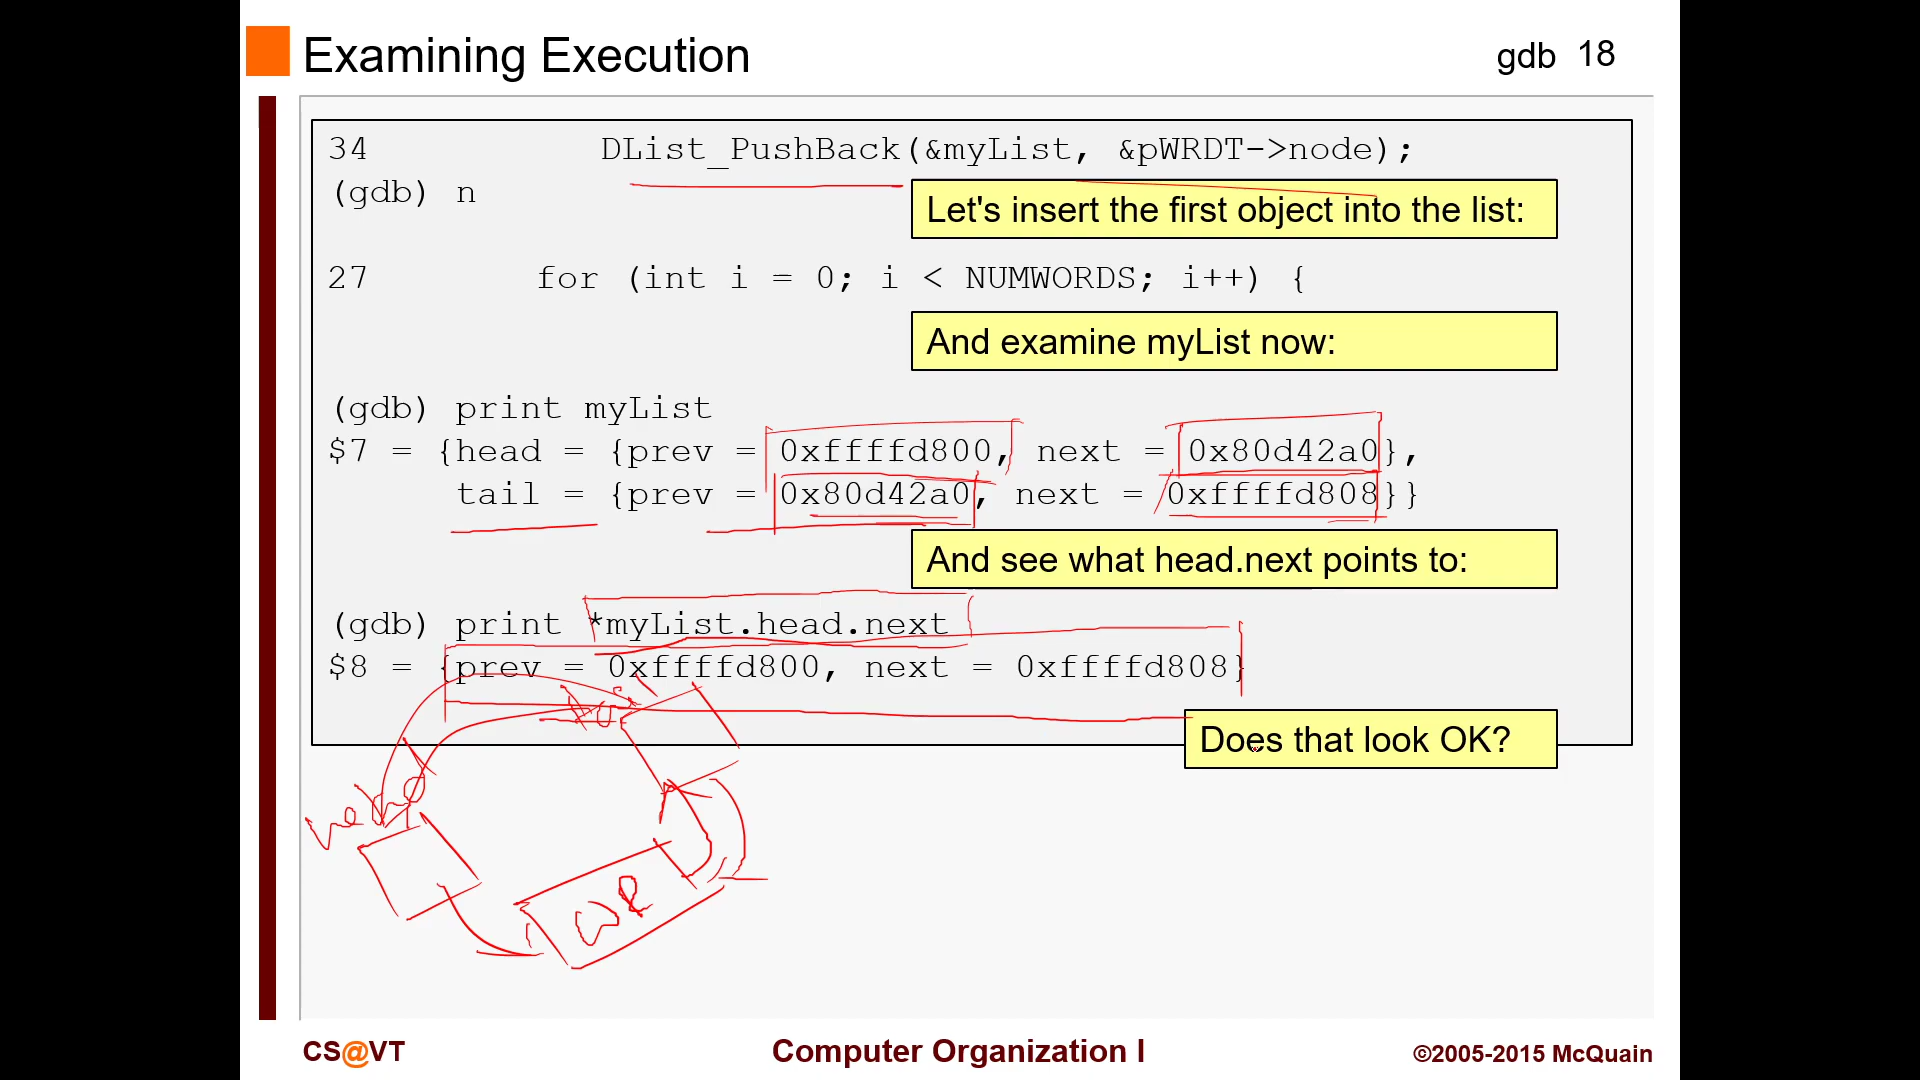 Examining Execution
gdb 18
34 DList_PushBack(&myList, &pWRDT->node);
(gdb) n
Let's insert the first object into the list:
27 for (int i = 0; i < NUMWORDS; i++) {
And examine myList now:
(gdb) print myList
$7 = {head = {prev = 0xffffd800, next = 0x80d42a0},
tail = {prev = 0x80d42a0, next = 0xffffd808}}
And see what head.next points to:
(gdb) print *myList.head.next
$8 = {prev = 0xffffd800, next = 0xffffd808}
Does that look OK?
head
CS@VT
Computer Organization I
©2005-2015 McQuain